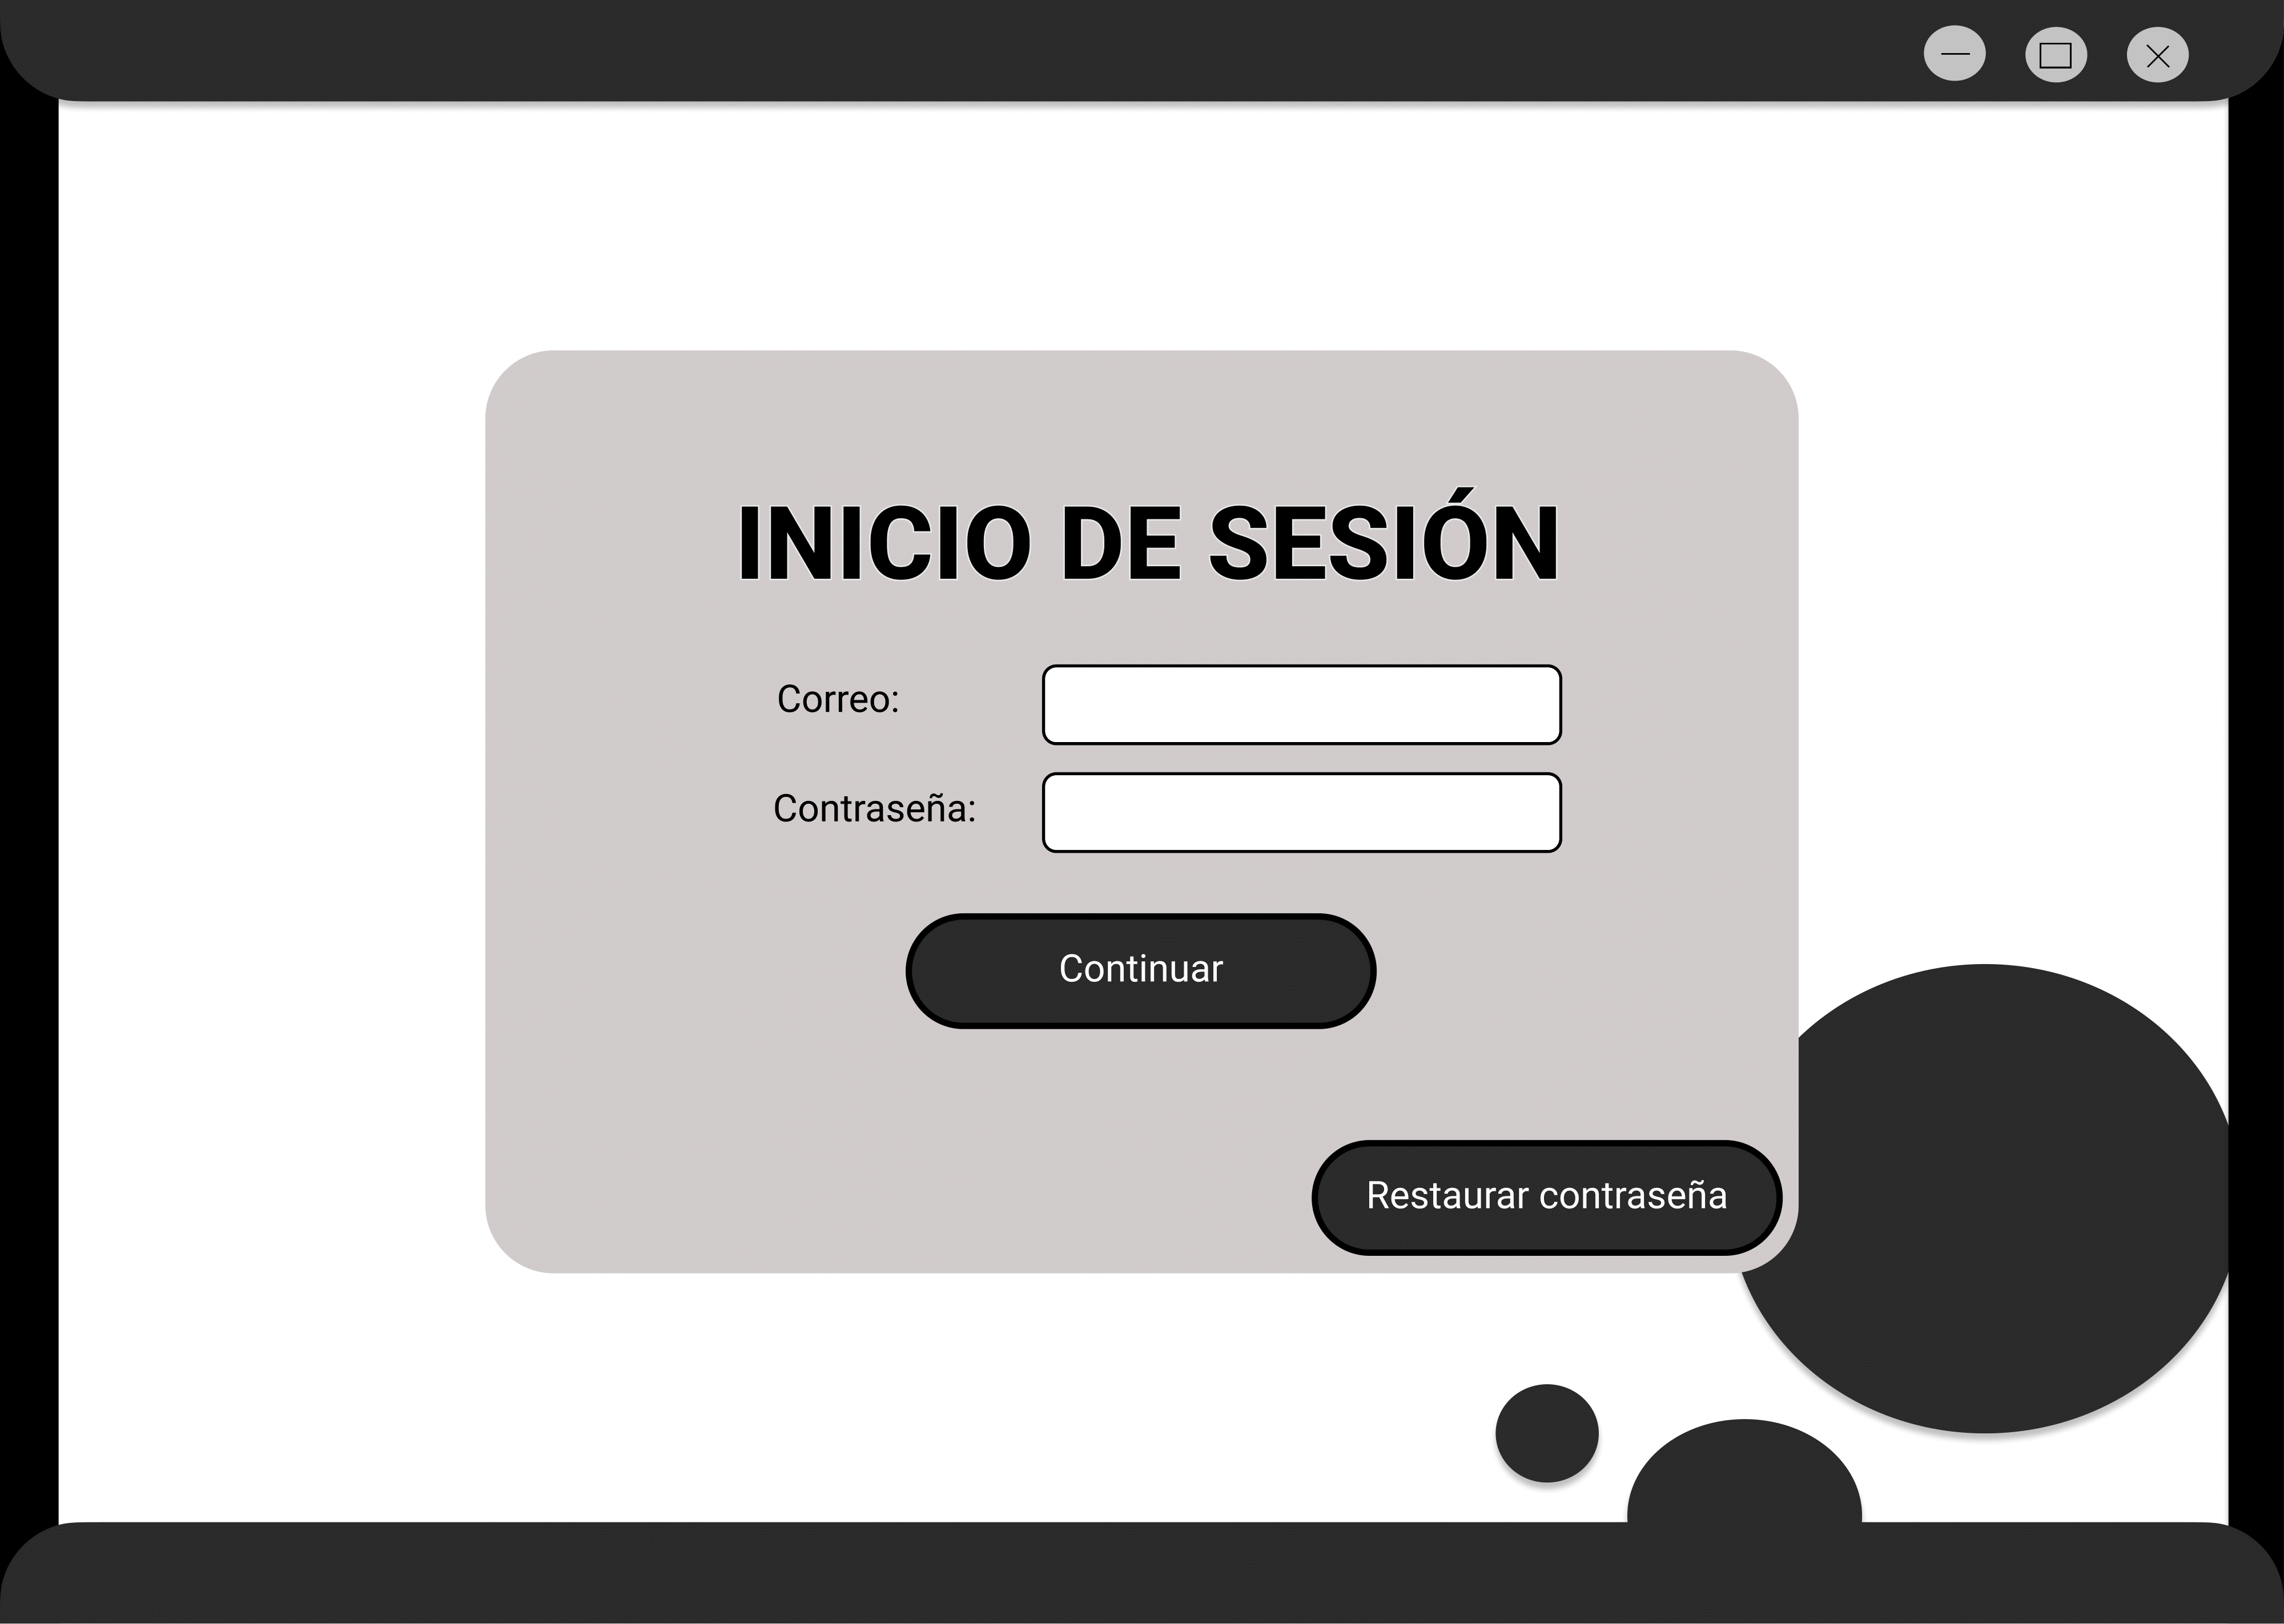 INICIO DE SESIÓN
Correo:
Contraseña:
Continuar
Restaurar contraseña